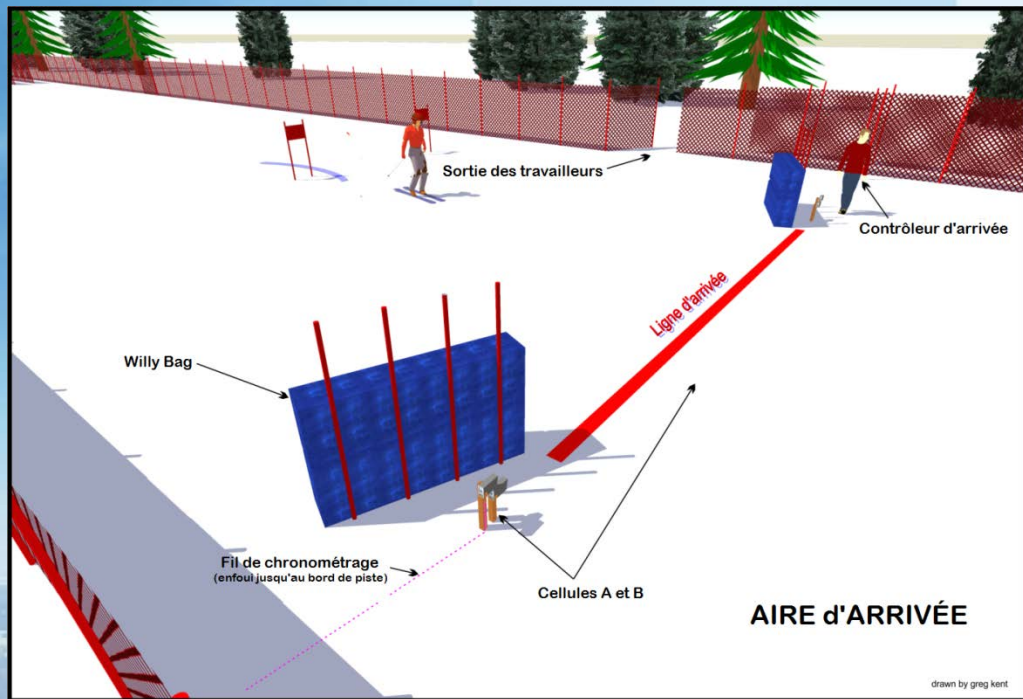 Sortie des travailleurs
Contrôleur d'arrivée
Ligne d'arrivée
Willy Bag
Fil de chronométrage
(enfoui jusqu'au bord de piste)
Cellules A et B
AIRE d'ARRIVÉE
drawn by greg kent